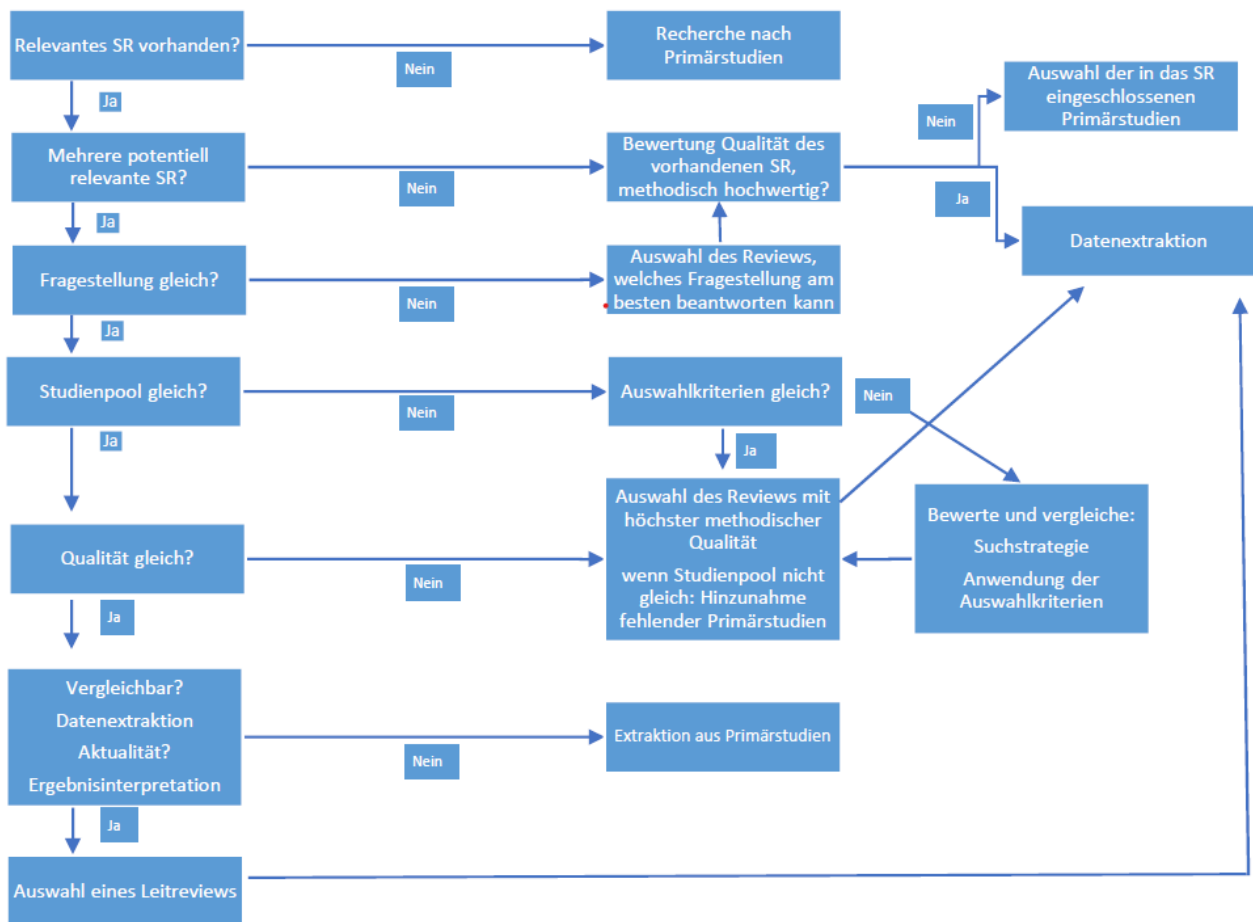 Relevantes SR vorhanden?
Nein
Recherche nach
Primärstudien
Auswahl der in das SR
eingeschlossenen
Primärstudien
Ja
Mehrere potentiell
relevante SR?
Nein
Bewertung Qualität des
vorhandenen SR,
methodisch hochwertig?
Nein
Ja
Datenextraktion
Ja
Fragestellung gleich?
Nein
Auswahl des Reviews,
welches Fragestellung am
besten beantworten kann
Ja
Studienpool gleich?
Nein
Auswahlkriterien gleich?
Nein
Ja
Ja
Qualität gleich?
Nein
Auswahl des Reviews mit
höchster methodischer
Qualität
wenn Studienpool nicht
gleich: Hinzunahme
fehlender Primärstudien
Bewerte und vergleiche:
Suchstrategie
Anwendung der
Auswahlkriterien
Ja
Vergleichbar?
Datenextraktion
Aktualität?
Ergebnisinterpretation
Nein
Extraktion aus Primärstudien
Ja
Auswahl eines Leitreviews